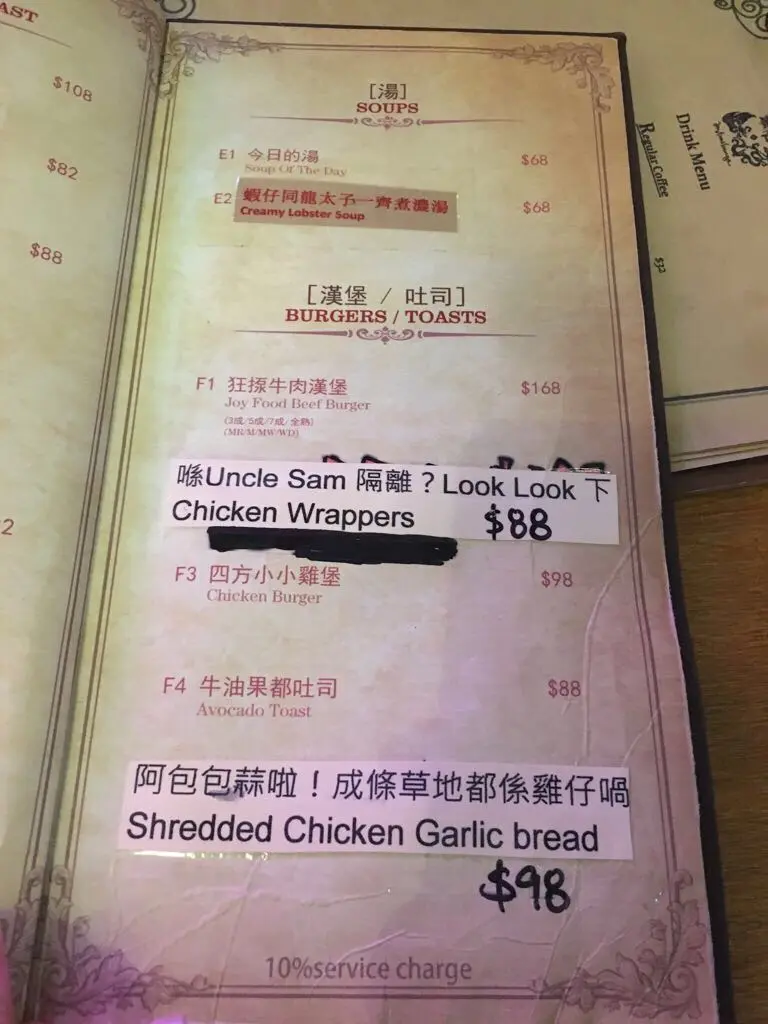 AST
$108
$82
$88
2
[湯]
SOUPS
E1 今日的湯 $68
Soup Of The Day
E2 蝦仔同龍太子一齊煮濃湯 $68
Creamy Lobster Soup
[漢堡 / 吐司]
BURGERS / TOASTS
F1 狂揼牛肉漢堡 $168
Joy Food Beef Burger
(3成/5成/7成/全熟)
(MR/M/MW/WD)
喺Uncle Sam 隔離？Look Look 下
Chicken Wrappers $88
F3 四方小小雞堡 $98
Chicken Burger
F4 牛油果都吐司 $88
Avocado Toast
阿包包蒜啦！成條草地都係雞仔喎
Shredded Chicken Garlic bread
$98
10%service charge
Drink Menu
Regular Coffee $32